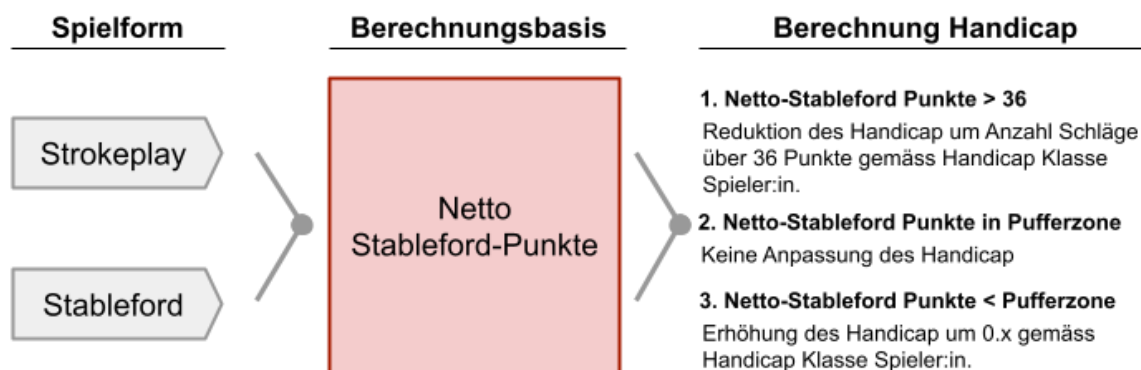 Spielform
Berechnungsbasis
Berechnung Handicap
Strokeplay
Stableford
Netto
Stableford-Punkte
1. Netto-Stableford Punkte > 36
Reduktion des Handicap um Anzahl Schläge
über 36 Punkte gemäss Handicap Klasse
Spieler:in.
2. Netto-Stableford Punkte in Pufferzone
Keine Anpassung des Handicap
3. Netto-Stableford Punkte < Pufferzone
Erhöhung des Handicap um 0.x gemäss
Handicap Klasse Spieler:in.